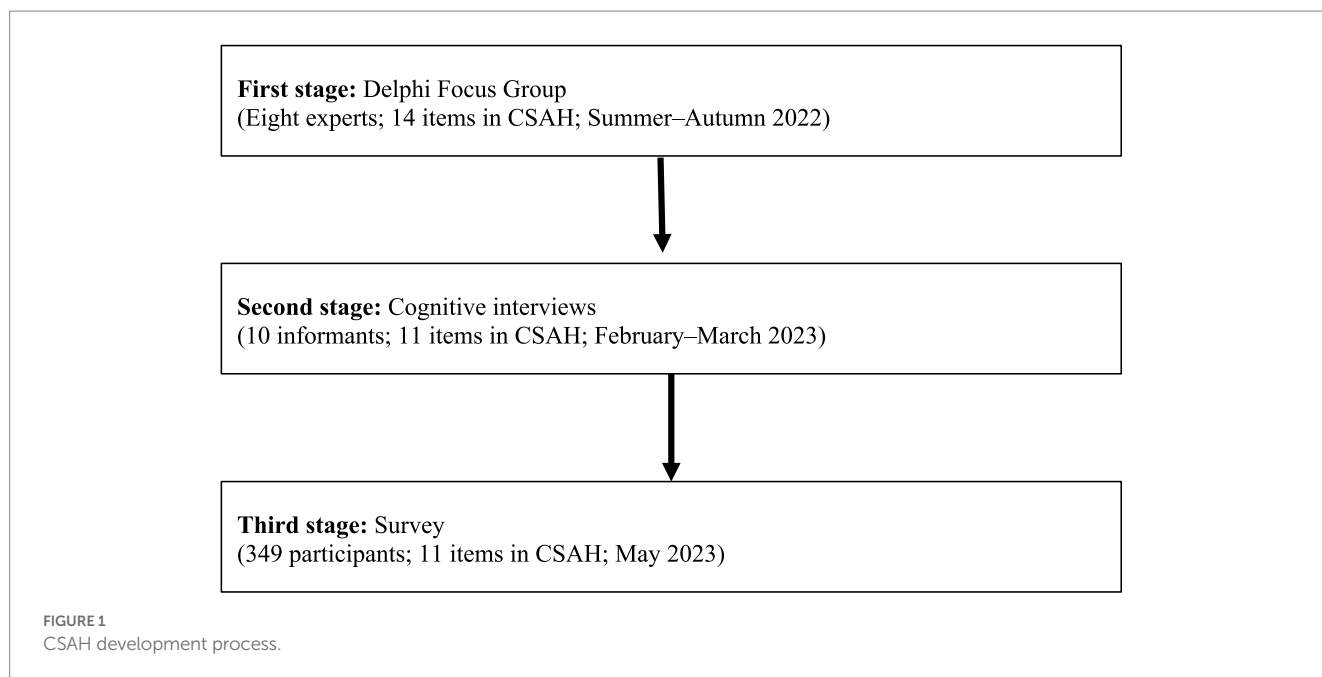 First stage: Delphi Focus Group
(Eight experts; 14 items in CSAH; Summer–Autumn 2022)
Second stage: Cognitive interviews
(10 informants; 11 items in CSAH; February–March 2023)
Third stage: Survey
(349 participants; 11 items in CSAH; May 2023)
FIGURE 1
CSAH development process.